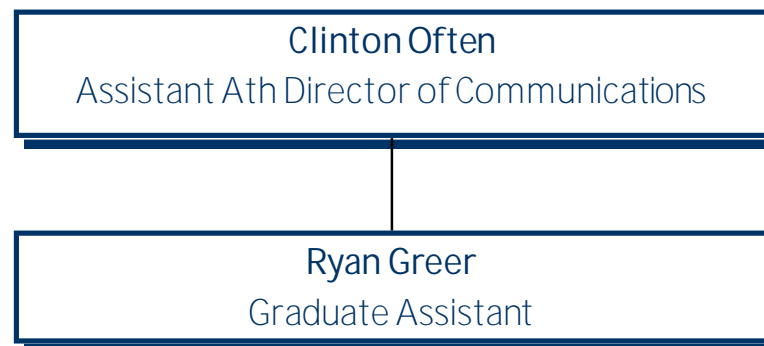 Clinton Often
Assistant Ath Director of Communications
Ryan Greer
Graduate Assistant